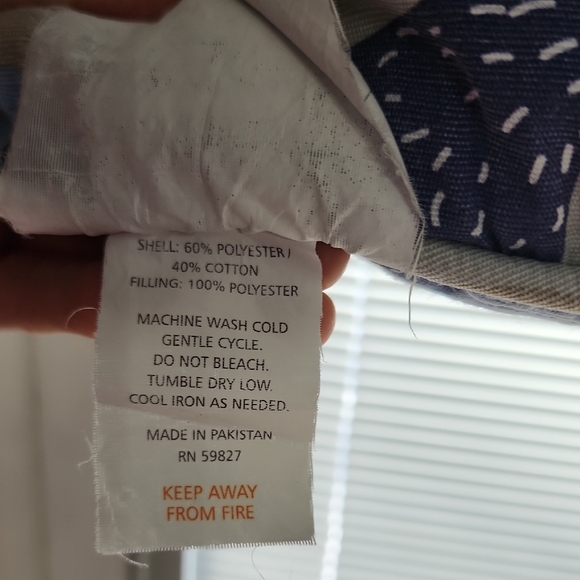 SHELL: 60% POLYESTER /
40% COTTON
FILLING: 100% POLYESTER
MACHINE WASH COLD
GENTLE CYCLE.
DO NOT BLEACH.
TUMBLE DRY LOW.
COOL IRON AS NEEDED.
MADE IN PAKISTAN
RN 59827
KEEP AWAY
FROM FIRE